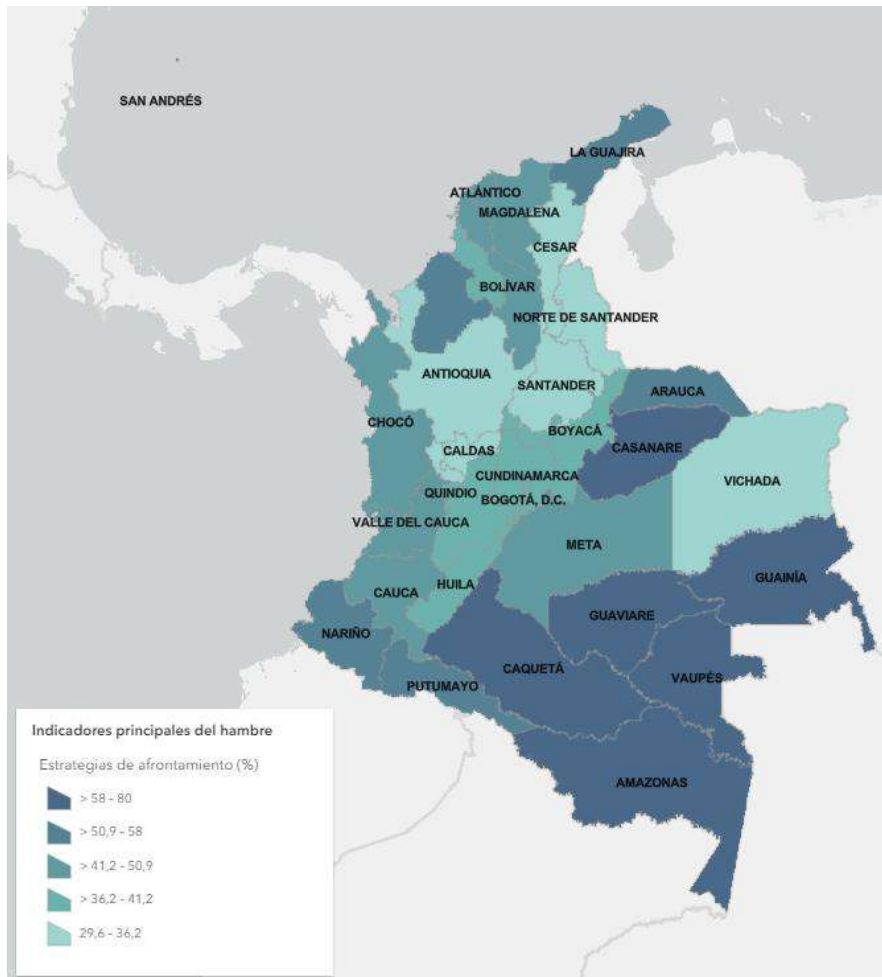 SAN ANDRÉS
LA GUAJIRA
ATLÁNTICO
MAGDALENA
CESAR
BOLÍVAR
NORTE DE SANTANDER
ANTIOQUIA
SANTANDER
ARAUCA
CHOCÓ
BOYACÁ
CASANARE
CALDAS
CUNDINAMARCA
VICHADA
QUINDIO
BOGOTÁ, D.C.
VALLE DEL CAUCA
META
GUAINÍA
HUILA
CAUCA
GUAVIARE
NARIÑO
CAQUETÁ
VAUPÉS
PUTUMAYO
AMAZONAS
Indicadores principales del hambre
Estrategias de afrontamiento (%)
> 58 - 80
> 50,9 - 58
> 41,2 - 50,9
> 36,2 - 41,2
29,6 - 36,2